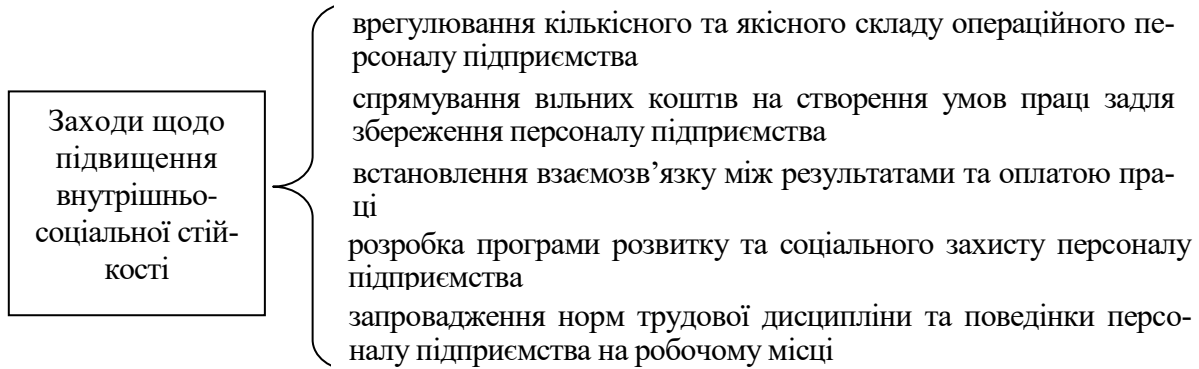 Заходи щодо
підвищення
внутрішньо-
соціальної стій-
кості
врегулювання кількісного та якісного складу операційного пе-
рсоналу підприємства
спрямування вільних коштів на створення умов праці задля
збереження персоналу підприємства
встановлення взаємозв’язку між результатами та оплатою пра-
ці
розробка програми розвитку та соціального захисту персоналу
підприємства
запровадження норм трудової дисципліни та поведінки персо-
налу підприємства на робочому місці